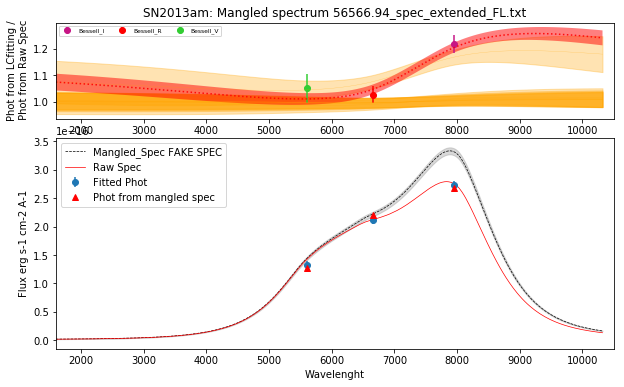 SN2013am: Mangled spectrum 56566.94_spec_extended_FL.txt
Phot from LCfitting /
Phot from Raw Spec
Bessell_I
Bessell_R
Bessell_V
1.2
1.1
1.0
2000 3000 4000 5000 6000 7000 8000 9000 10000
1e−16
Flux erg s-1 cm-2 A-1
3.5
3.0
2.5
2.0
1.5
1.0
0.5
0.0
Mangled_Spec FAKE SPEC
Raw Spec
Fitted Phot
Phot from mangled spec
2000 3000 4000 5000 6000 7000 8000 9000 10000
Wavelenght